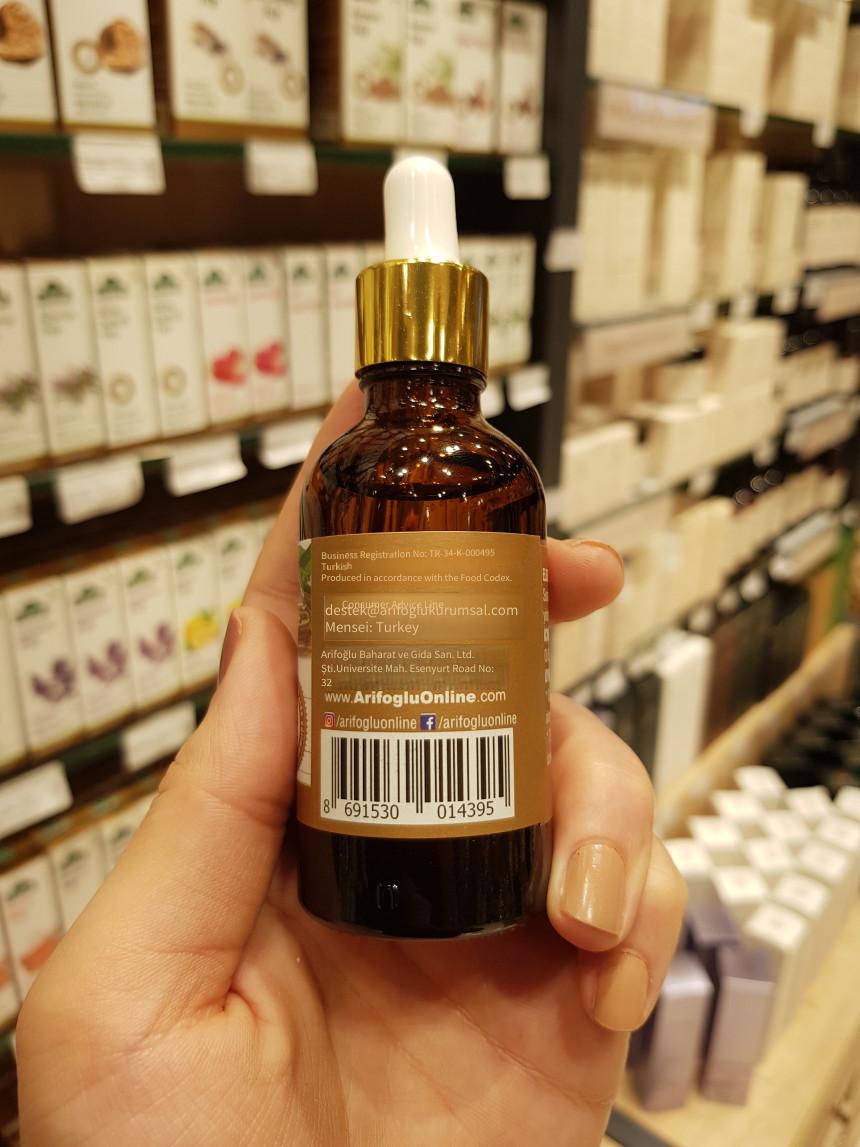 Business Registration No: TR-34-K-000495
Turkish
Produced in accordance with the Food Codex.
Consumer Advice Line
destek@arifoglukurumsal.com
Mensei: Turkey
Arifoğlu Baharat ve Gida San. Ltd.
Şti.Universite Mah. Esenyurt Road No:
32
www.ArifogluOnline.com
/arifogluonline /arifogluonline
8 691530 014395